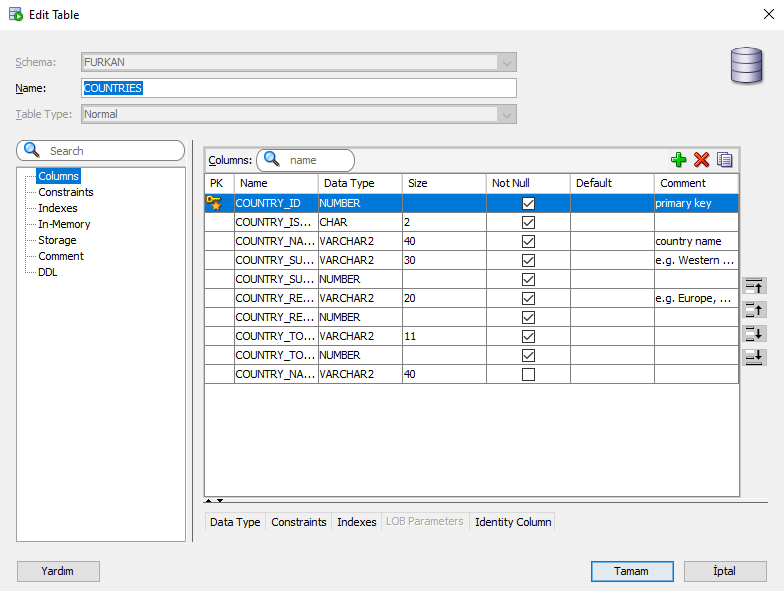 Edit Table
Schema: FURKAN
Name: COUNTRIES
Table Type: Normal
Search
Columns
Constraints
Indexes
In-Memory
Storage
Comment
DDL
Columns: name
PK Name Data Type Size Not Null Default Comment
COUNTRY_ID NUMBER primary key
COUNTRY_IS... CHAR 2
COUNTRY_NA... VARCHAR2 40 country name
COUNTRY_SU... VARCHAR2 30 e.g. Western ...
COUNTRY_SU... NUMBER
COUNTRY_RE... VARCHAR2 20 e.g. Europe, ...
COUNTRY_RE... NUMBER
COUNTRY_TO... VARCHAR2 11
COUNTRY_TO... NUMBER
COUNTRY_NA... VARCHAR2 40
Data Type Constraints Indexes LOB Parameters Identity Column
Yardım Tamam İptal